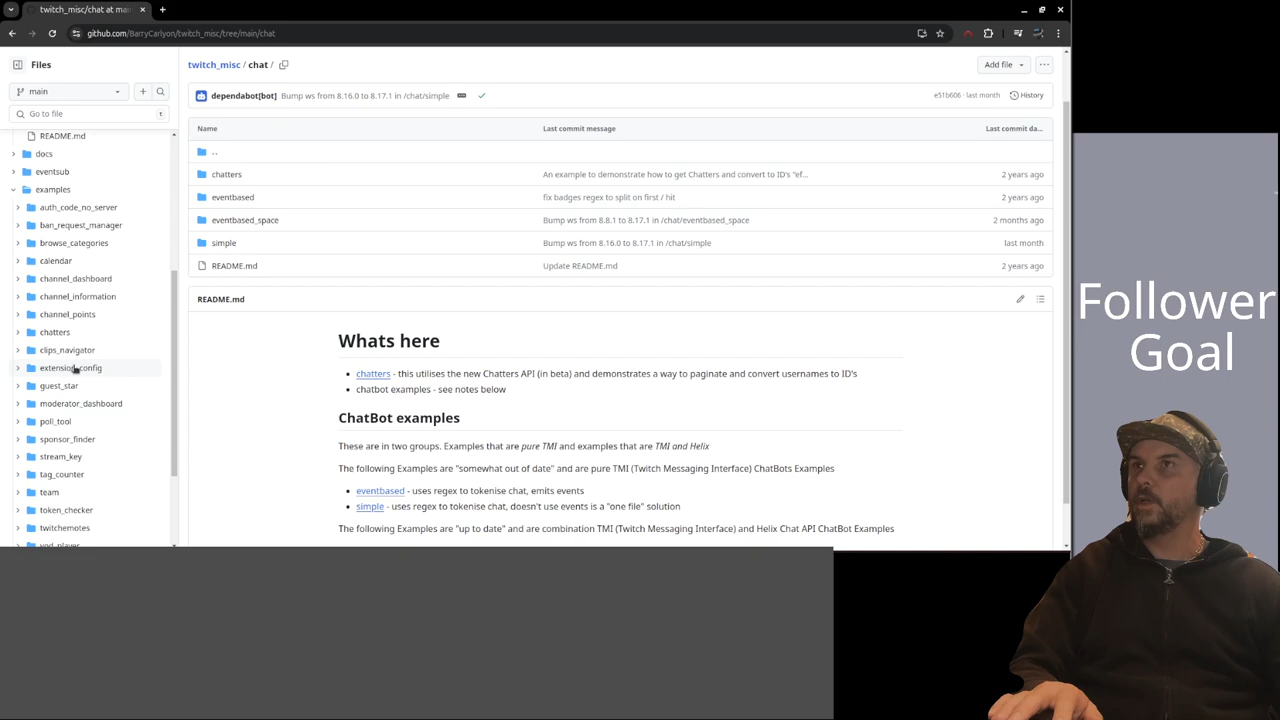 twitch_misc/chat at mai
github.com/BarryCarlyon/twitch_misc/tree/main/chat
Files
main
Go to file
t
README.md
docs
eventsub
examples
auth_code_no_server
ban_request_manager
browse_categories
calendar
channel_dashboard
channel_information
channel_points
chatters
clips_navigator
extension_config
guest_star
moderator_dashboard
poll_tool
sponsor_finder
stream_key
tag_counter
team
token_checker
twitchemotes
vod_player
twitch_misc / chat /
Add file
dependabot[bot] Bump ws from 8.16.0 to 8.17.1 in /chat/simple
e51b606 · last month
History
Name Last commit message Last commit da...
..
chatters An example to demonstrate how to get Chatters and convert to ID's "ef... 2 years ago
eventbased fix badges regex to split on first / hit 2 years ago
eventbased_space Bump ws from 8.8.1 to 8.17.1 in /chat/eventbased_space 2 months ago
simple Bump ws from 8.16.0 to 8.17.1 in /chat/simple last month
README.md Update README.md 2 years ago
README.md
Whats here
• chatters - this utilises the new Chatters API (in beta) and demonstrates a way to paginate and convert usernames to ID's
• chatbot examples - see notes below
ChatBot examples
These are in two groups. Examples that are pure TMI and examples that are TMI and Helix
The following Examples are "somewhat out of date" and are pure TMI (Twitch Messaging Interface) ChatBots Examples
• eventbased - uses regex to tokenise chat, emits events
• simple - uses regex to tokenise chat, doesn't use events is a "one file" solution
The following Examples are "up to date" and are combination TMI (Twitch Messaging Interface) and Helix Chat API ChatBot Examples
Follower
Goal